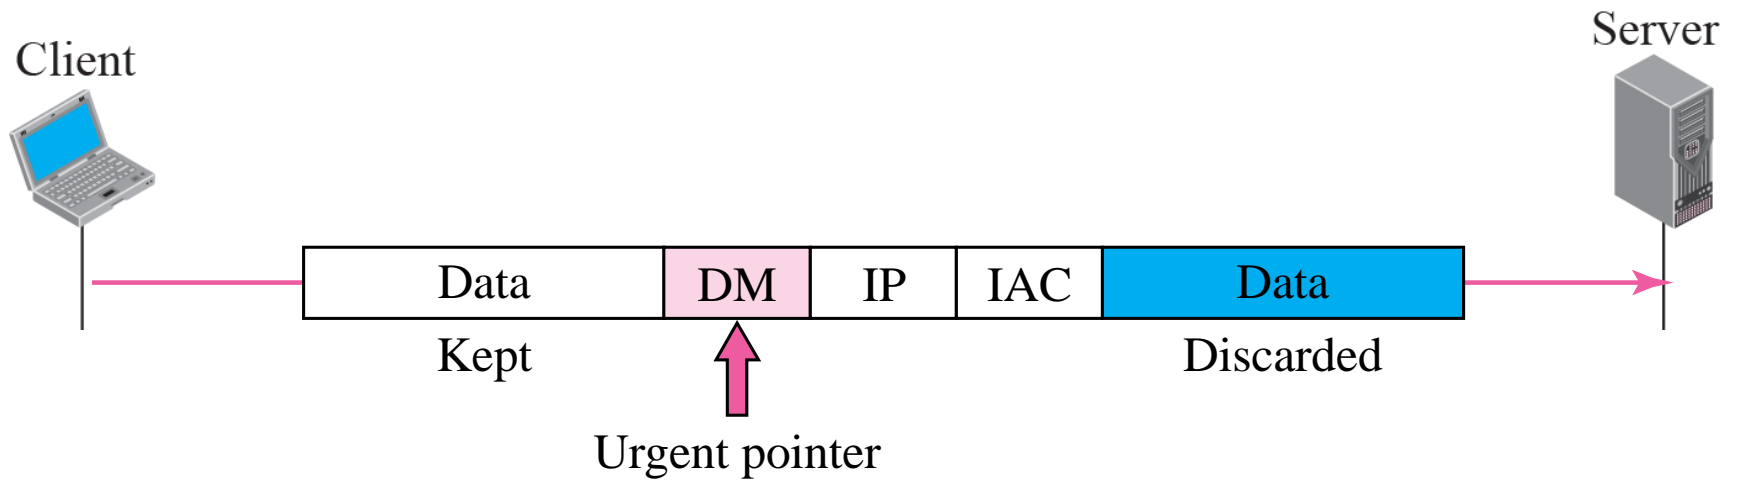 Client
Server
Data DM IP IAC Data
Kept
Discarded
Urgent pointer